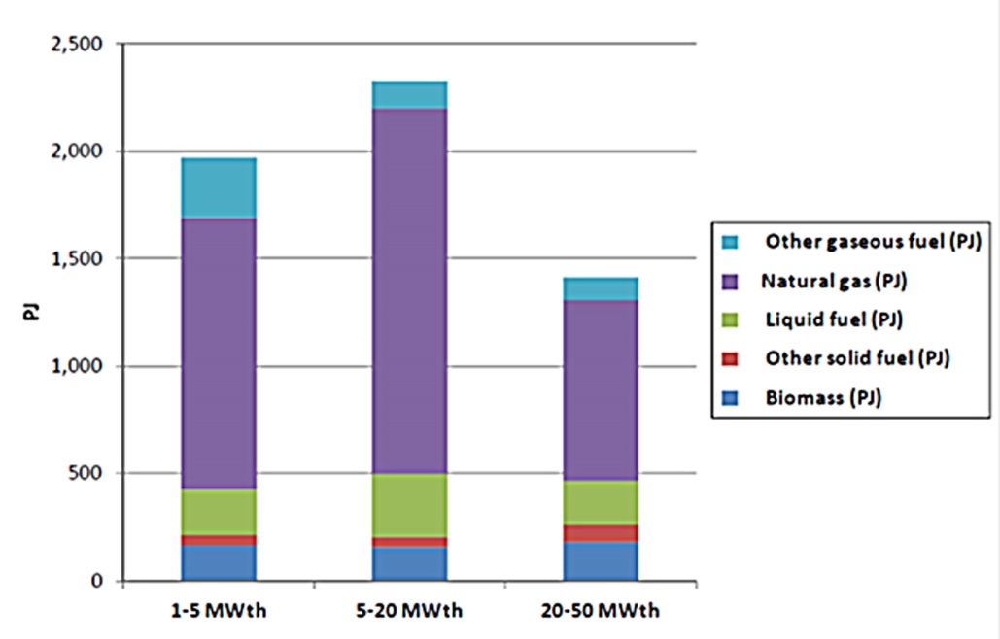 2,500
2,000
1,500
1,000
500
0
PJ
1-5 MWth
5-20 MWth
20-50 MWth
Other gaseous fuel (PJ)
Natural gas (PJ)
Liquid fuel (PJ)
Other solid fuel (PJ)
Biomass (PJ)